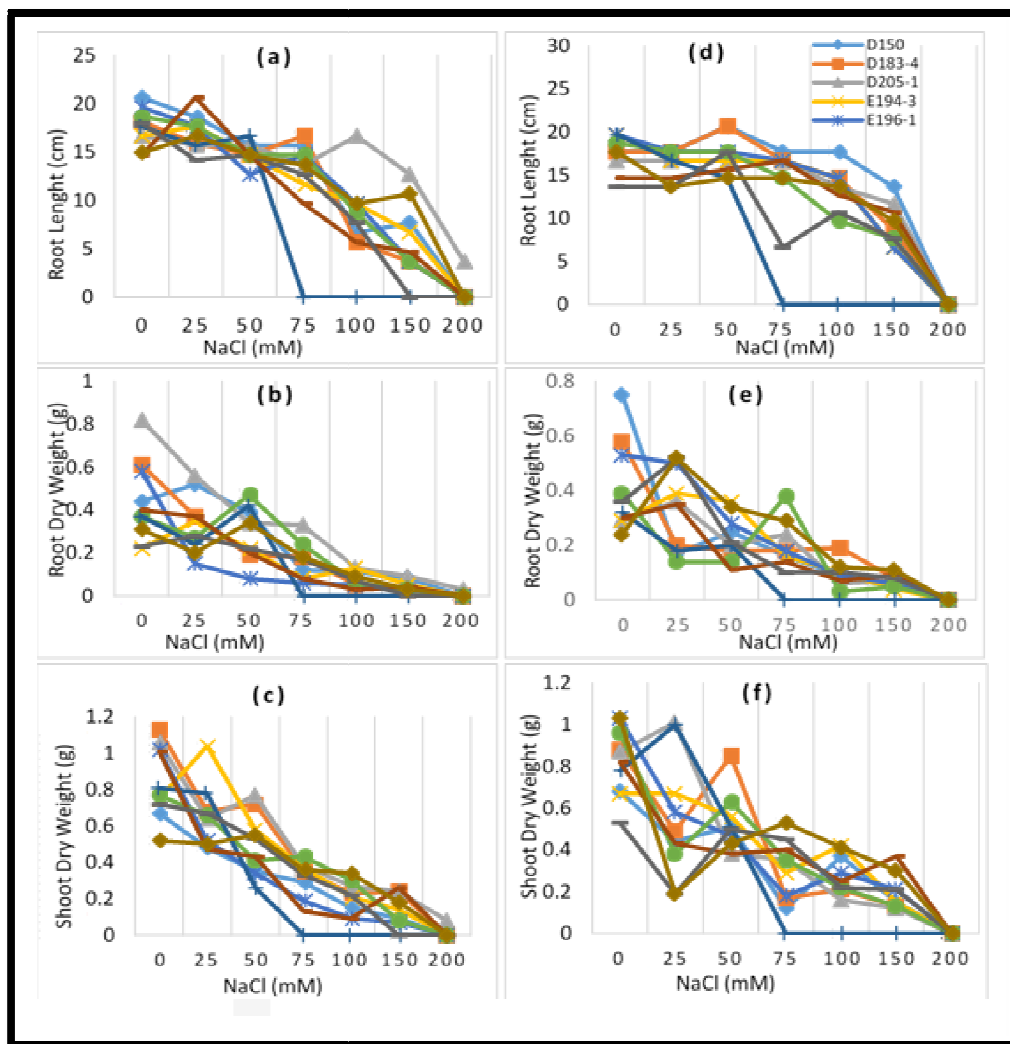 (a)
25
20
15
10
5
0
Root Lenght (cm)
0 25 50 75 100 150 200
NaCl (mM)
(d)
30
25
20
15
10
5
0
Root Lenght (cm)
D150
D183-4
D205-1
E194-3
E196-1
0 25 50 75 100 150 200
NaCl (mM)
(b)
1
0.8
0.6
0.4
0.2
0
Root Dry Weight (g)
0 25 50 75 100 150 200
NaCl (mM)
(e)
0.8
0.6
0.4
0.2
0
Root Dry Weight (g)
0 25 50 75 100 150 200
NaCl (mM)
(c)
1.2
1
0.8
0.6
0.4
0.2
0
Shoot Dry Weight (g)
0 25 50 75 100 150 200
NaCl (mM)
(f)
1.2
1
0.8
0.6
0.4
0.2
0
Shoot Dry Weight (g)
0 25 50 75 100 150 200
NaCl (mM)